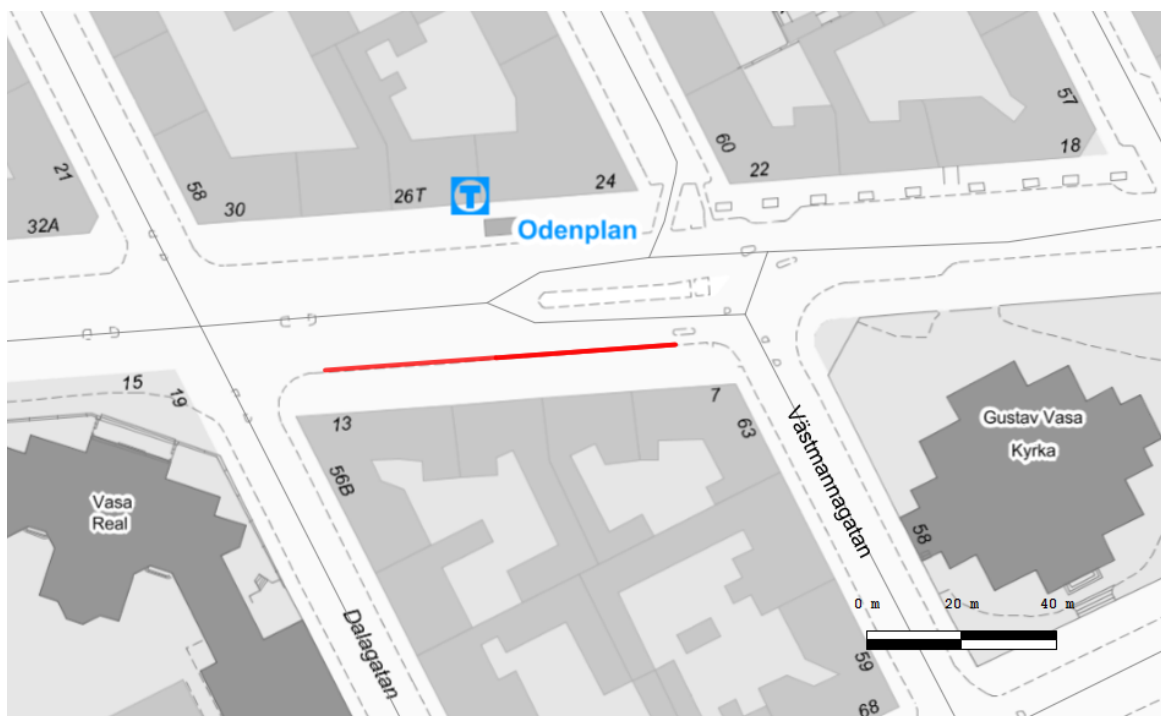 57
60
18
22
21
58
24
26T
T
30
32A
Odenplan
15
19
7
13
63
56B
Västmannagatan
Gustav Vasa
Kyrka
Vasa
Real
58
0 m 20 m 40 m
Dalagatan
59
68